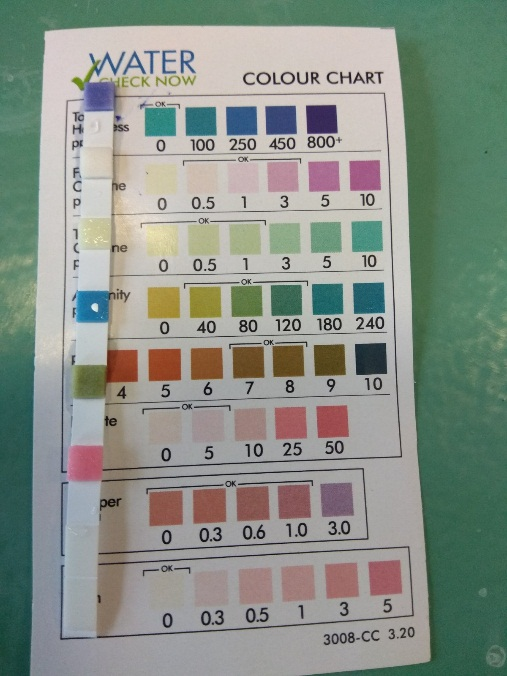 WATER
CHECK NOW
COLOUR CHART
OK
ppm
0 100 250 450 800+
OK
0 0.5 1 3 5 10
OK
0 0.5 1 3 5 10
OK
0 40 80 120 180 240
OK
4 5 6 7 8 9 10
OK
0 5 10 25 50
OK
0 0.3 0.6 1.0 3.0
OK
0 0.3 0.5 1 3 5
3008-CC 3.20